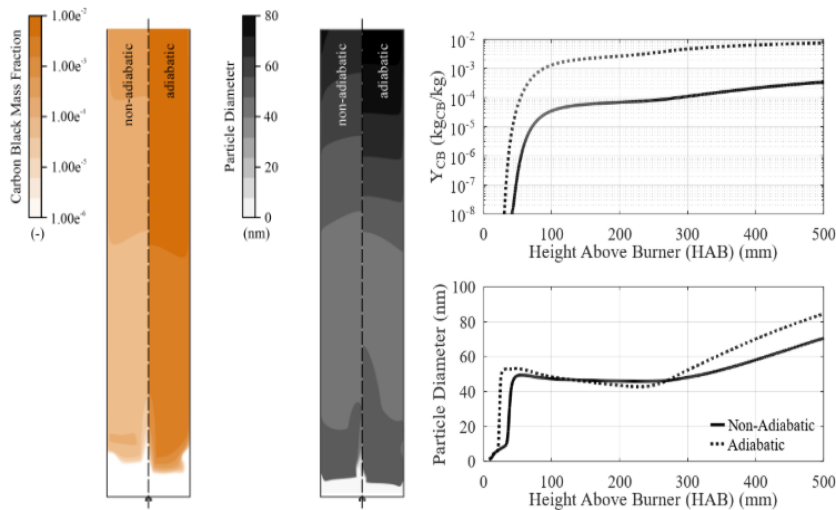 Carbon Black Mass Fraction
(-)
1.00e⁻²
1.00e⁻³
1.00e⁻⁴
1.00e⁻⁵
1.00e⁻⁶
non-adiabatic
adiabatic
Particle Diametetr
(nm)
80
60
40
20
0
non-adiabatic
adiabatic
Y_CB (kg_CB/kg)
10⁻²
10⁻³
10⁻⁴
10⁻⁵
10⁻⁶
10⁻⁷
10⁻⁸
0 100 200 300 400 500
Height Above Burner (HAB) (mm)
Particle Diameter (nm)
100
80
60
40
20
0
Non-Adiabatic
Adiabatic
0 100 200 300 400 500
Height Above Burner (HAB) (mm)